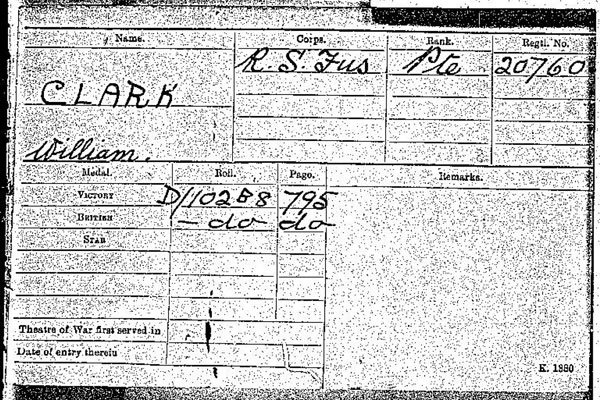 Name. Corps. Rank. Regtl. No.
R. S. Fus Pte 20760
CLARK
William.
Medal. Roll. Page. Remarks.
VICTORY D/102B8 795
BRITISH - do - do -
STAR
Theatre of War first served in
Date of entry therein
K. 1380